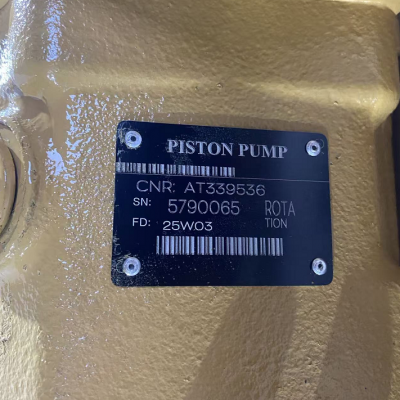 PISTON PUMP
CNR: AT339536
SN: 5790065 ROTA
FD: 25W03 TION